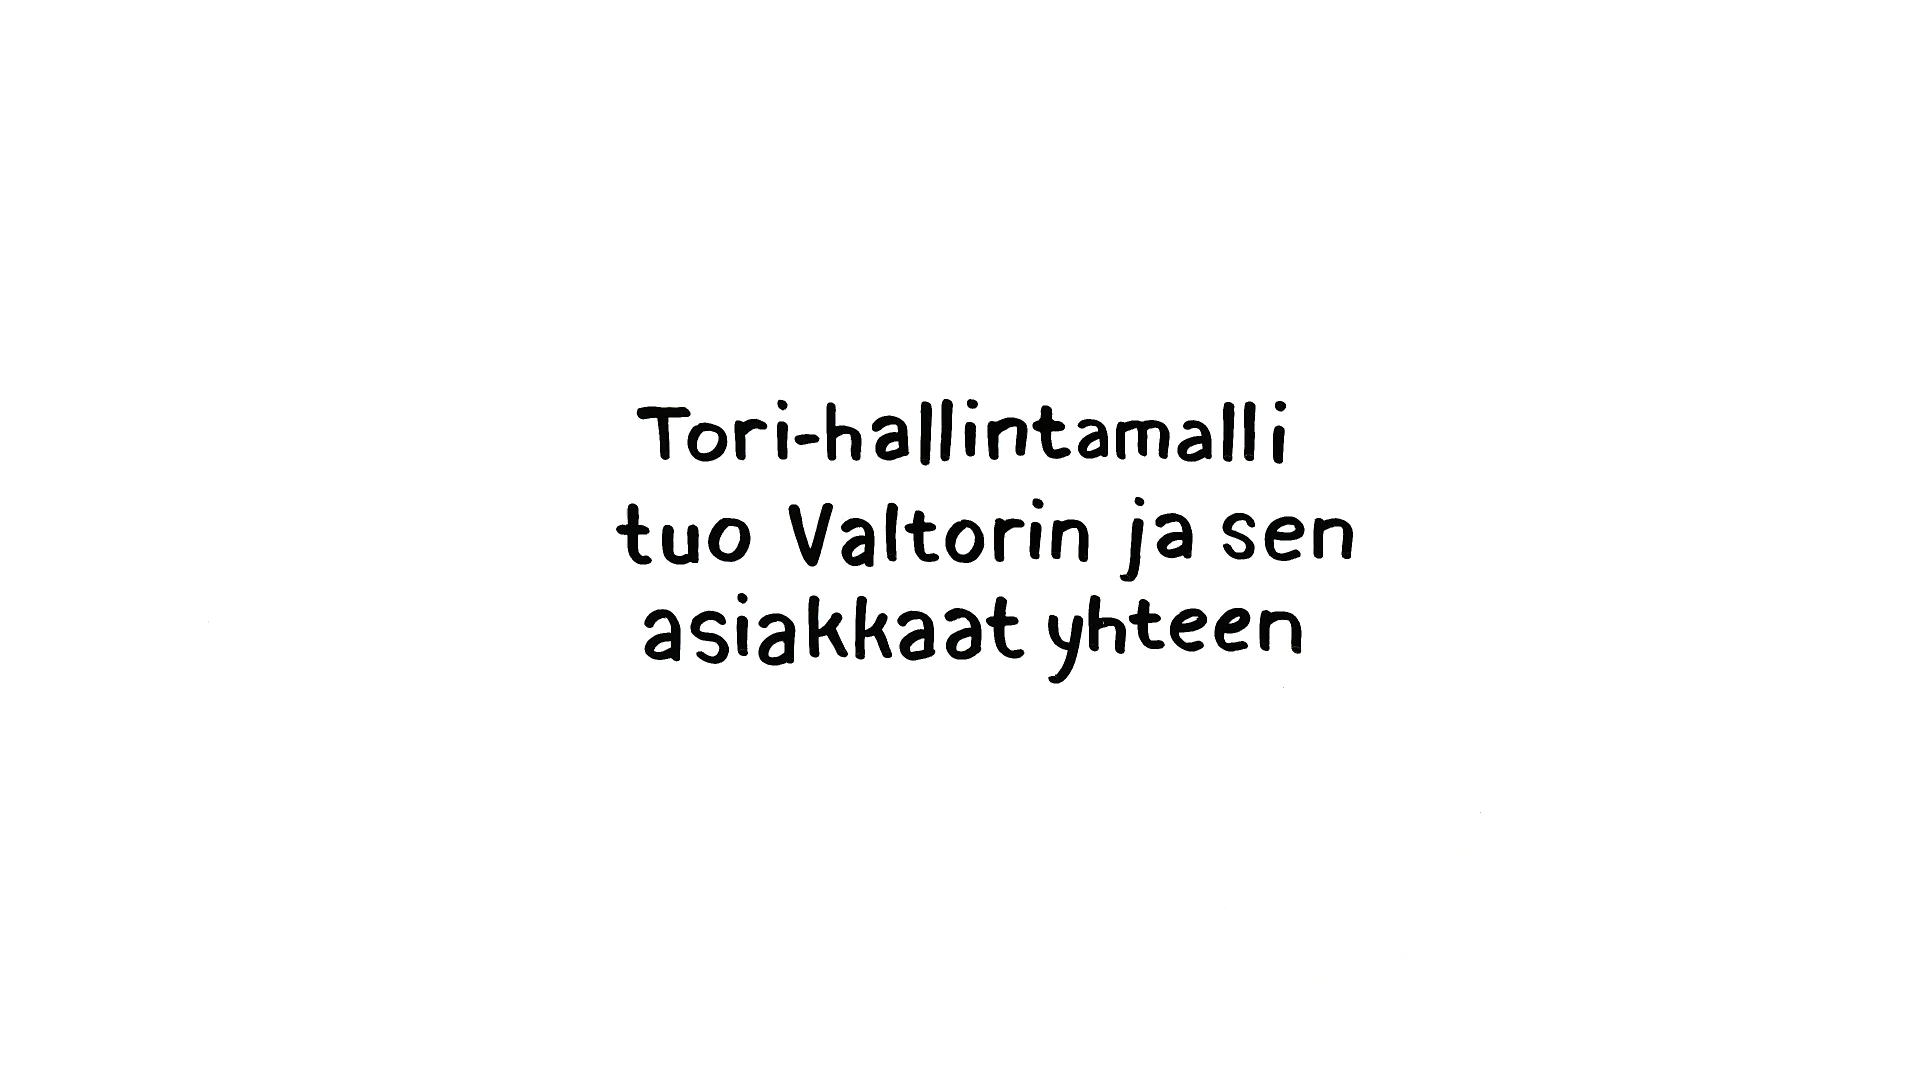 Tori-hallintamalli
tuo Valtorin ja sen
asiakkaat yhteen